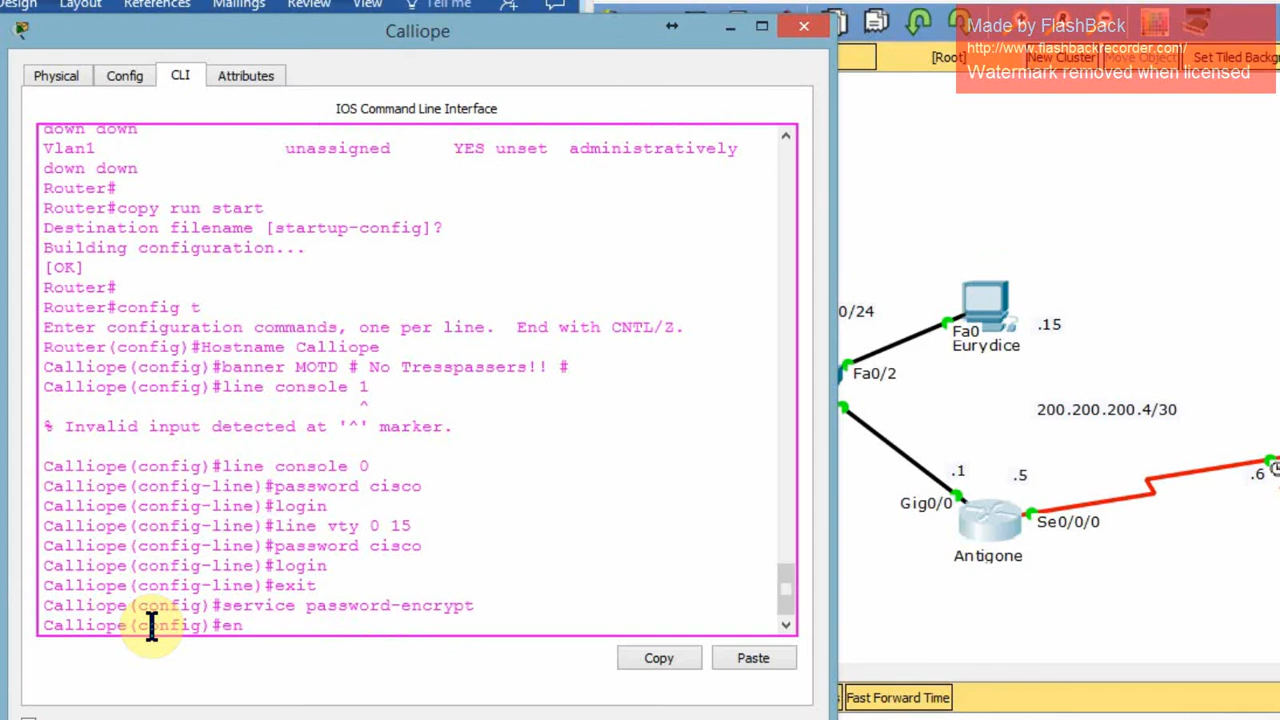 Design
Layout
References
Mailings
Review
View
Tell me
Calliope
Made by FlashBack
http://www.flashbackrecorder.com/
Watermark removed when licensed
[Root]
New Cluster
Move Object
Set Tiled Backg
Physical
Config
CLI
Attributes
IOS Command Line Interface
down down
Vlan1 unassigned YES unset administratively
down down
Router#
Router#copy run start
Destination filename [startup-config]?
Building configuration...
[OK]
Router#
Router#config t
Enter configuration commands, one per line. End with CNTL/Z.
Router(config)#Hostname Calliope
Calliope(config)#banner MOTD # No Tresspassers!! #
Calliope(config)#line console 1
^
% Invalid input detected at '^' marker.
Calliope(config)#line console 0
Calliope(config-line)#password cisco
Calliope(config-line)#login
Calliope(config-line)#line vty 0 15
Calliope(config-line)#password cisco
Calliope(config-line)#login
Calliope(config-line)#exit
Calliope(config)#service password-encrypt
Calliope(config)#en
Copy
Paste
0/24
Fa0
.15
Eurydice
Fa0/2
200.200.200.4/30
.1
.5
.6
Gig0/0
Se0/0/0
Antigone
Fast Forward Time